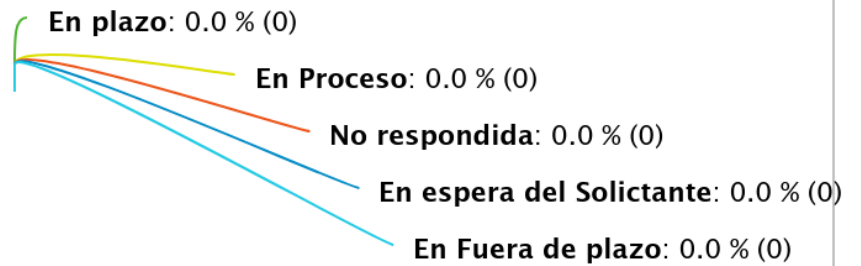 En plazo: 0.0 % (0)
En Proceso: 0.0 % (0)
No respondida: 0.0 % (0)
En espera del Solictante: 0.0 % (0)
En Fuera de plazo: 0.0 % (0)